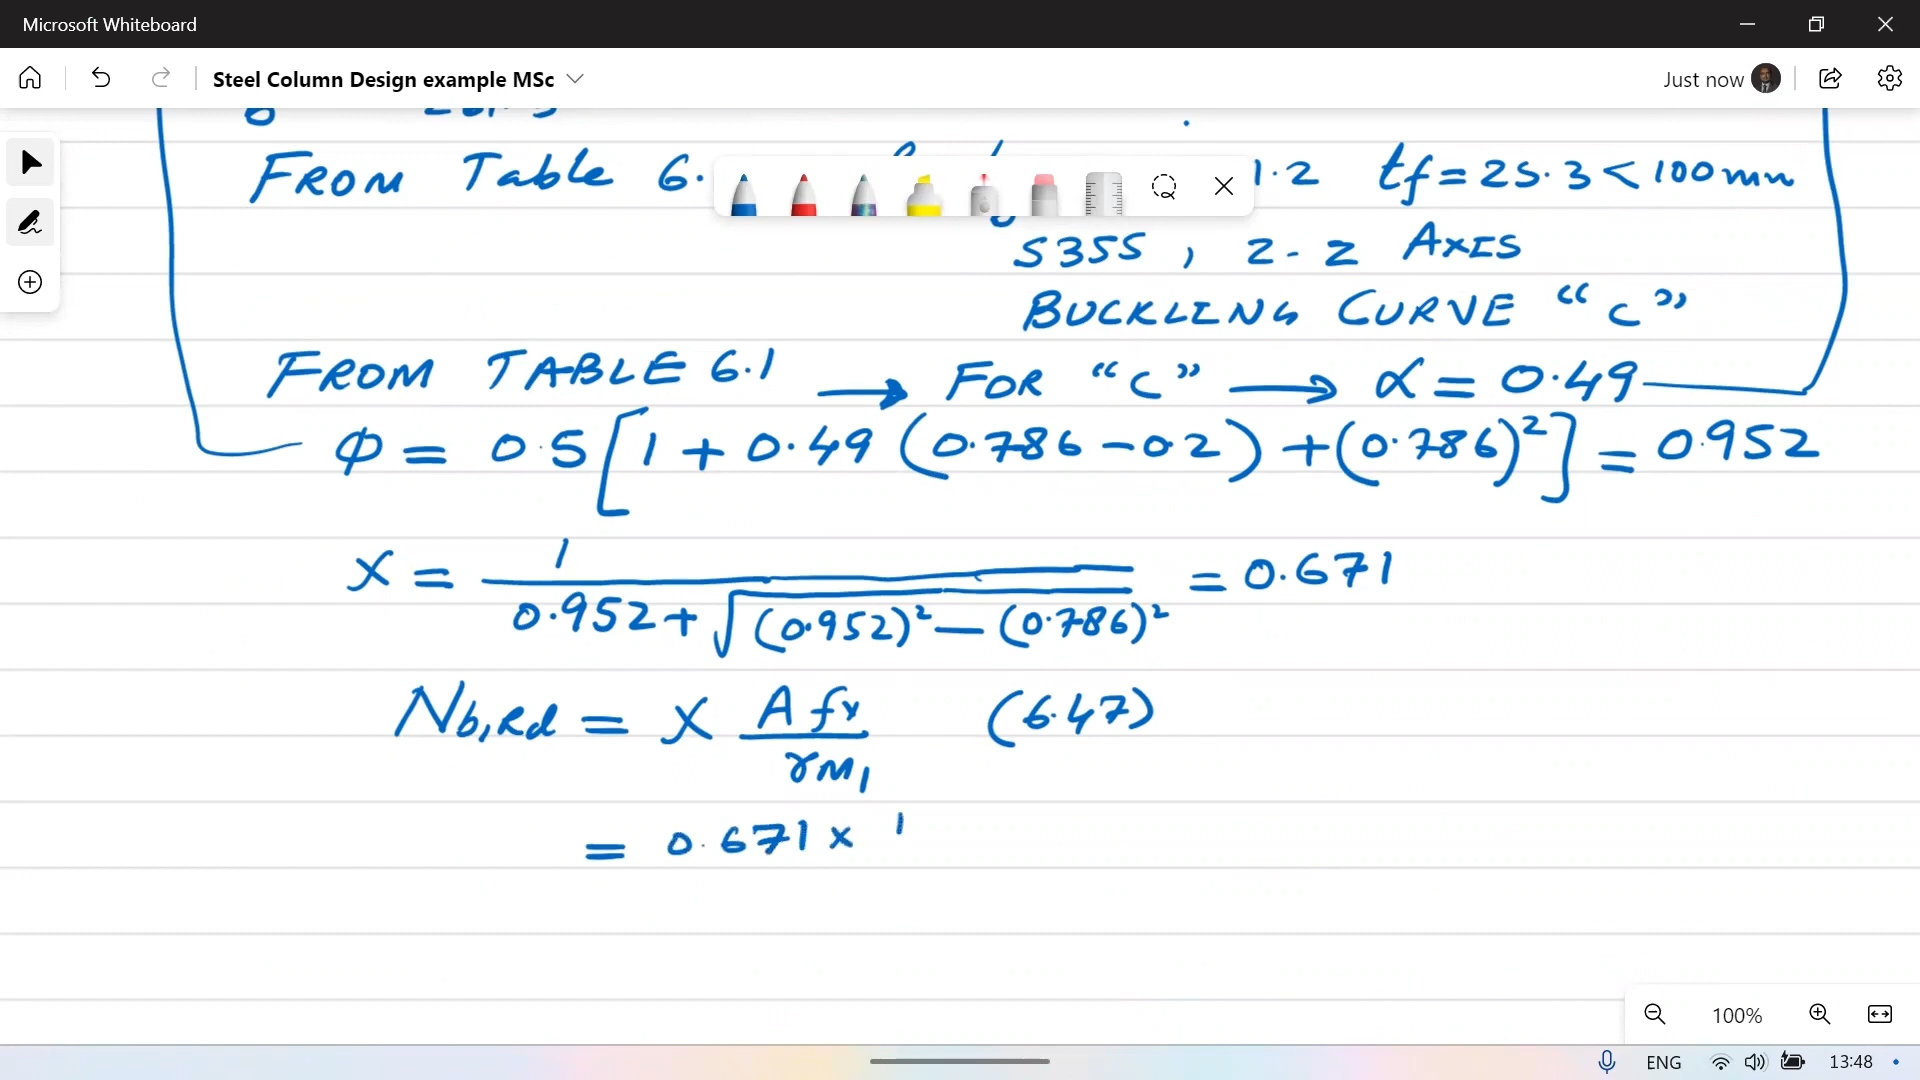 Microsoft Whiteboard
Steel Column Design example MSc
Just now
FROM Table 6. 1.2 tf = 25.3 < 100mm
S355 , Z - Z AXIS
BUCKLING CURVE “C”
FROM TABLE 6.1 → FOR “C” → α = 0.49
Φ = 0.5 [1 + 0.49 (0.786 – 0.2) + (0.786)²] = 0.952
X = 1 / 0.952 + √(0.952)² – (0.786)² = 0.671
Nb,Rd = X A fy / γM1 (6.47)
= 0.671 ×
100%
ENG
13:48